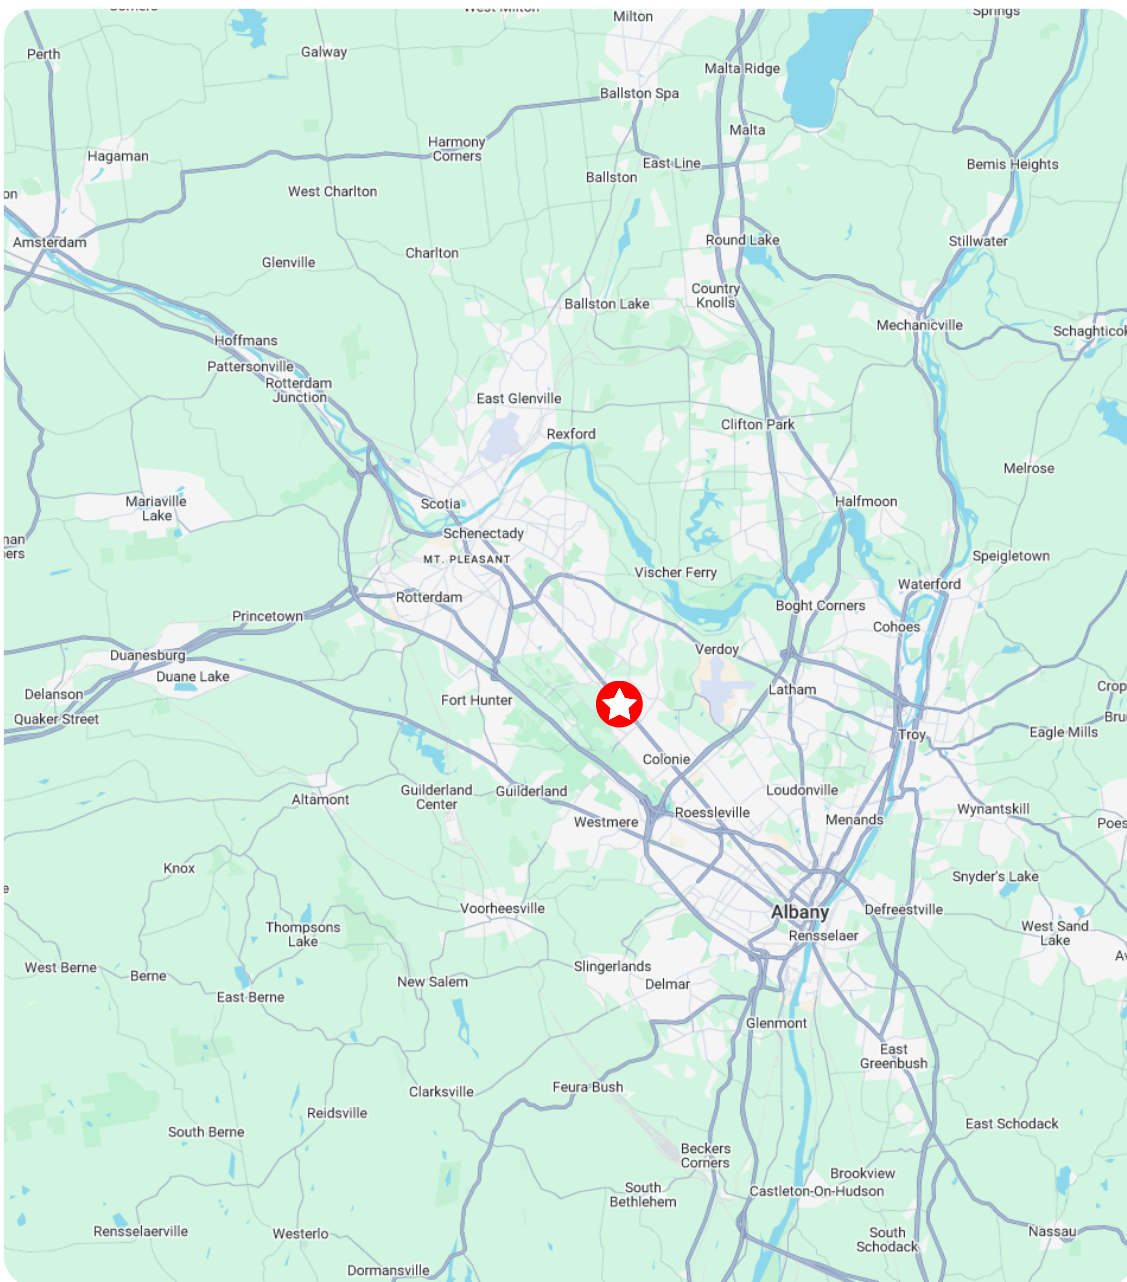 Milton
Springs
Perth
Galway
Malta Ridge
Ballston Spa
Malta
Harmony
Corners
Hagaman
East Line
Bemis Heights
Ballston
West Charlton
Amsterdam
Round Lake
Stillwater
Charlton
Glenville
Country
Knolls
Ballston Lake
Mechanicville
Hoffmans
Pattersonville
Rotterdam
Junction
East Glenville
Clifton Park
Rexford
Melrose
Mariaville
Lake
Scotia
Halfmoon
Schenectady
MT. PLEASANT
Speigletown
Vischer Ferry
Waterford
Rotterdam
Boght Corners
Princetown
Cohoes
Verdoy
Duanesburg
Duane Lake
Latham
Delanson
Fort Hunter
Quaker Street
Troy
Eagle Mills
Colonie
Guilderland
Center
Guilderland
Loudonville
Altamont
Roessleville
Wynantskill
Westmere
Menands
Knox
Snyder's Lake
Voorheesville
Albany
Defreestville
Thompsons
Lake
Rensselaer
West Sand
Lake
West Berne
Berne
Slingerlands
New Salem
Delmar
East Berne
Glenmont
East
Greenbush
Clarksville
Feura Bush
Reidsville
East Schodack
South Berne
Beckers
Corners
Brookview
South
Bethlehem
Castleton-On-Hudson
Rensselaerville
Westerlo
South
Schodack
Nassau
Dormansville